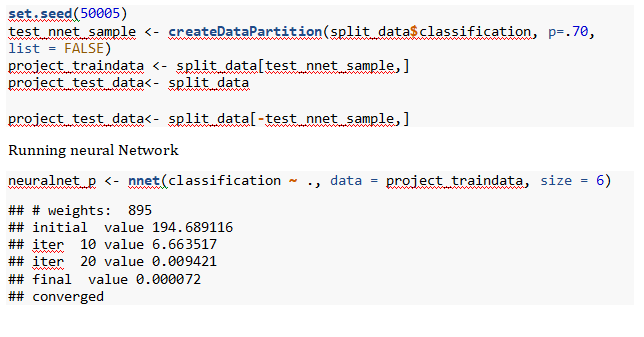 set.seed(50005)
test_nnet_sample <- createDataPartition(split_data$classification, p=.70,
list = FALSE)
project_traindata <- split_data[test_nnet_sample,]
project_test_data<- split_data
project_test_data<- split_data[-test_nnet_sample,]
Running neural Network
neuralnet_p <- nnet(classification ~ ., data = project_traindata, size = 6)
## # weights:  895
## initial  value 194.689116
## iter  10 value 6.663517
## iter  20 value 0.009421
## final  value 0.000072
## converged